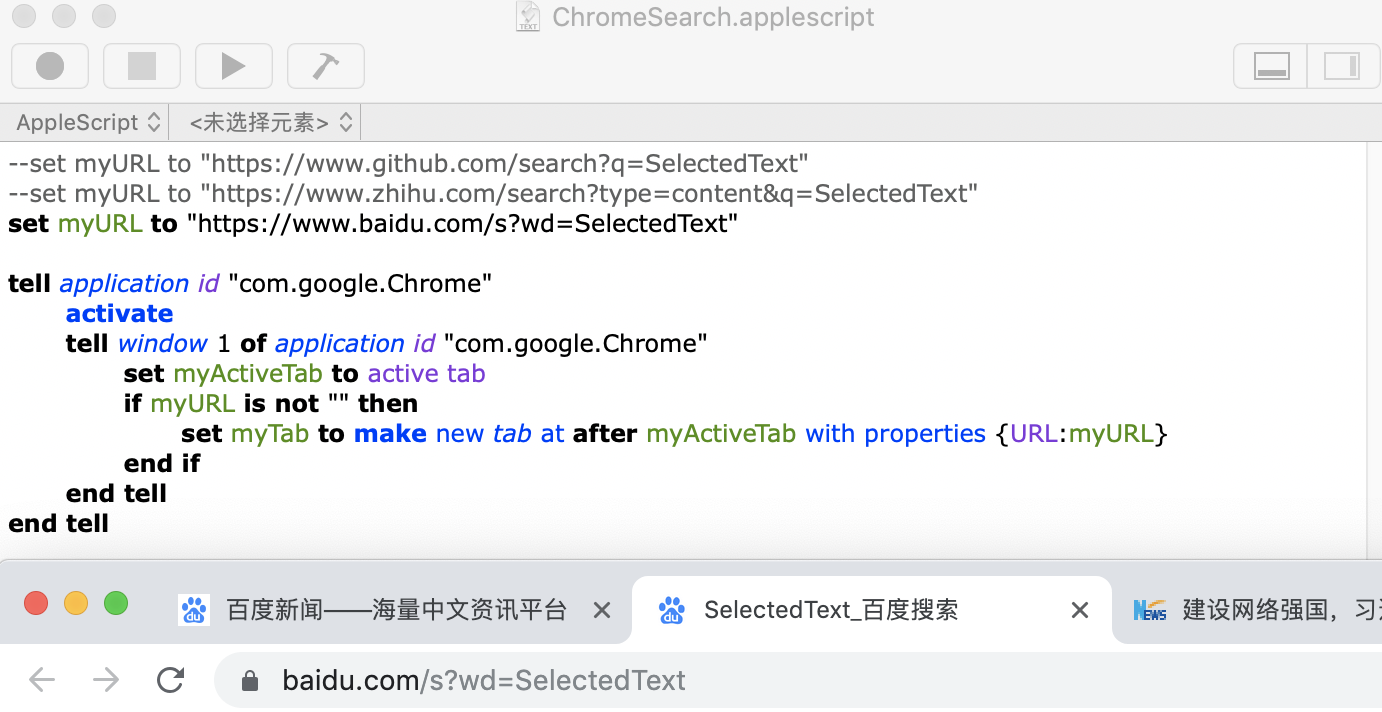 ChromeSearch.applescript
AppleScript
<未选择元素>
--set myURL to "https://www.github.com/search?q=SelectedText"
--set myURL to "https://www.zhihu.com/search?type=content&q=SelectedText"
set myURL to "https://www.baidu.com/s?wd=SelectedText"
tell application id "com.google.Chrome"
activate
tell window 1 of application id "com.google.Chrome"
set myActiveTab to active tab
if myURL is not "" then
set myTab to make new tab at after myActiveTab with properties {URL:myURL}
end if
end tell
end tell
百度新闻——海量中文资讯平台
SelectedText_百度搜索
NEWS 建设网络强国，习
baidu.com/s?wd=SelectedText